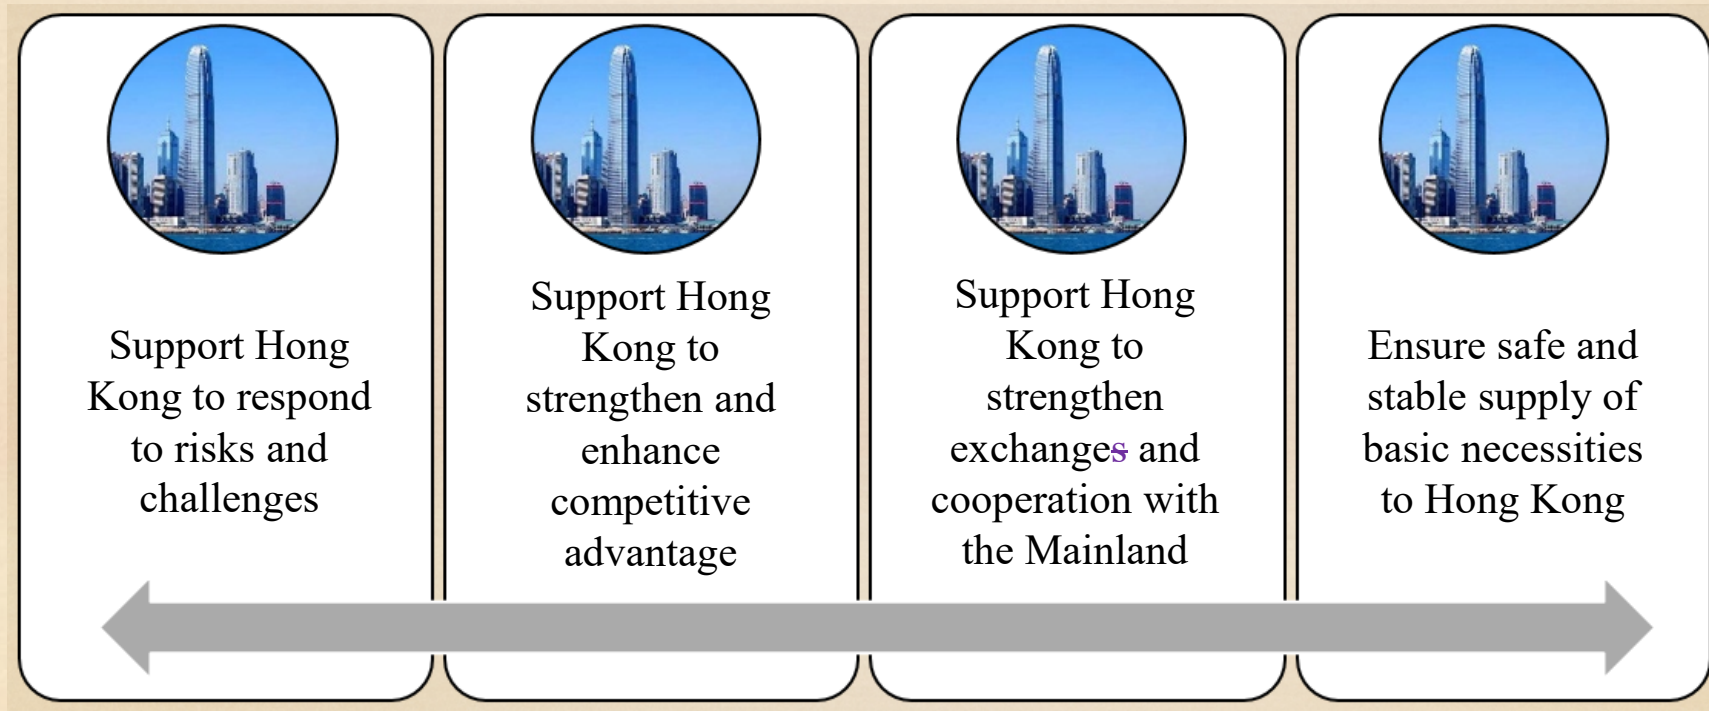 Support Hong
Kong to respond
to risks and
challenges
Support Hong
Kong to
strengthen and
enhance
competitive
advantage
Support Hong
Kong to
strengthen
exchanges and
cooperation with
the Mainland
Ensure safe and
stable supply of
basic necessities
to Hong Kong